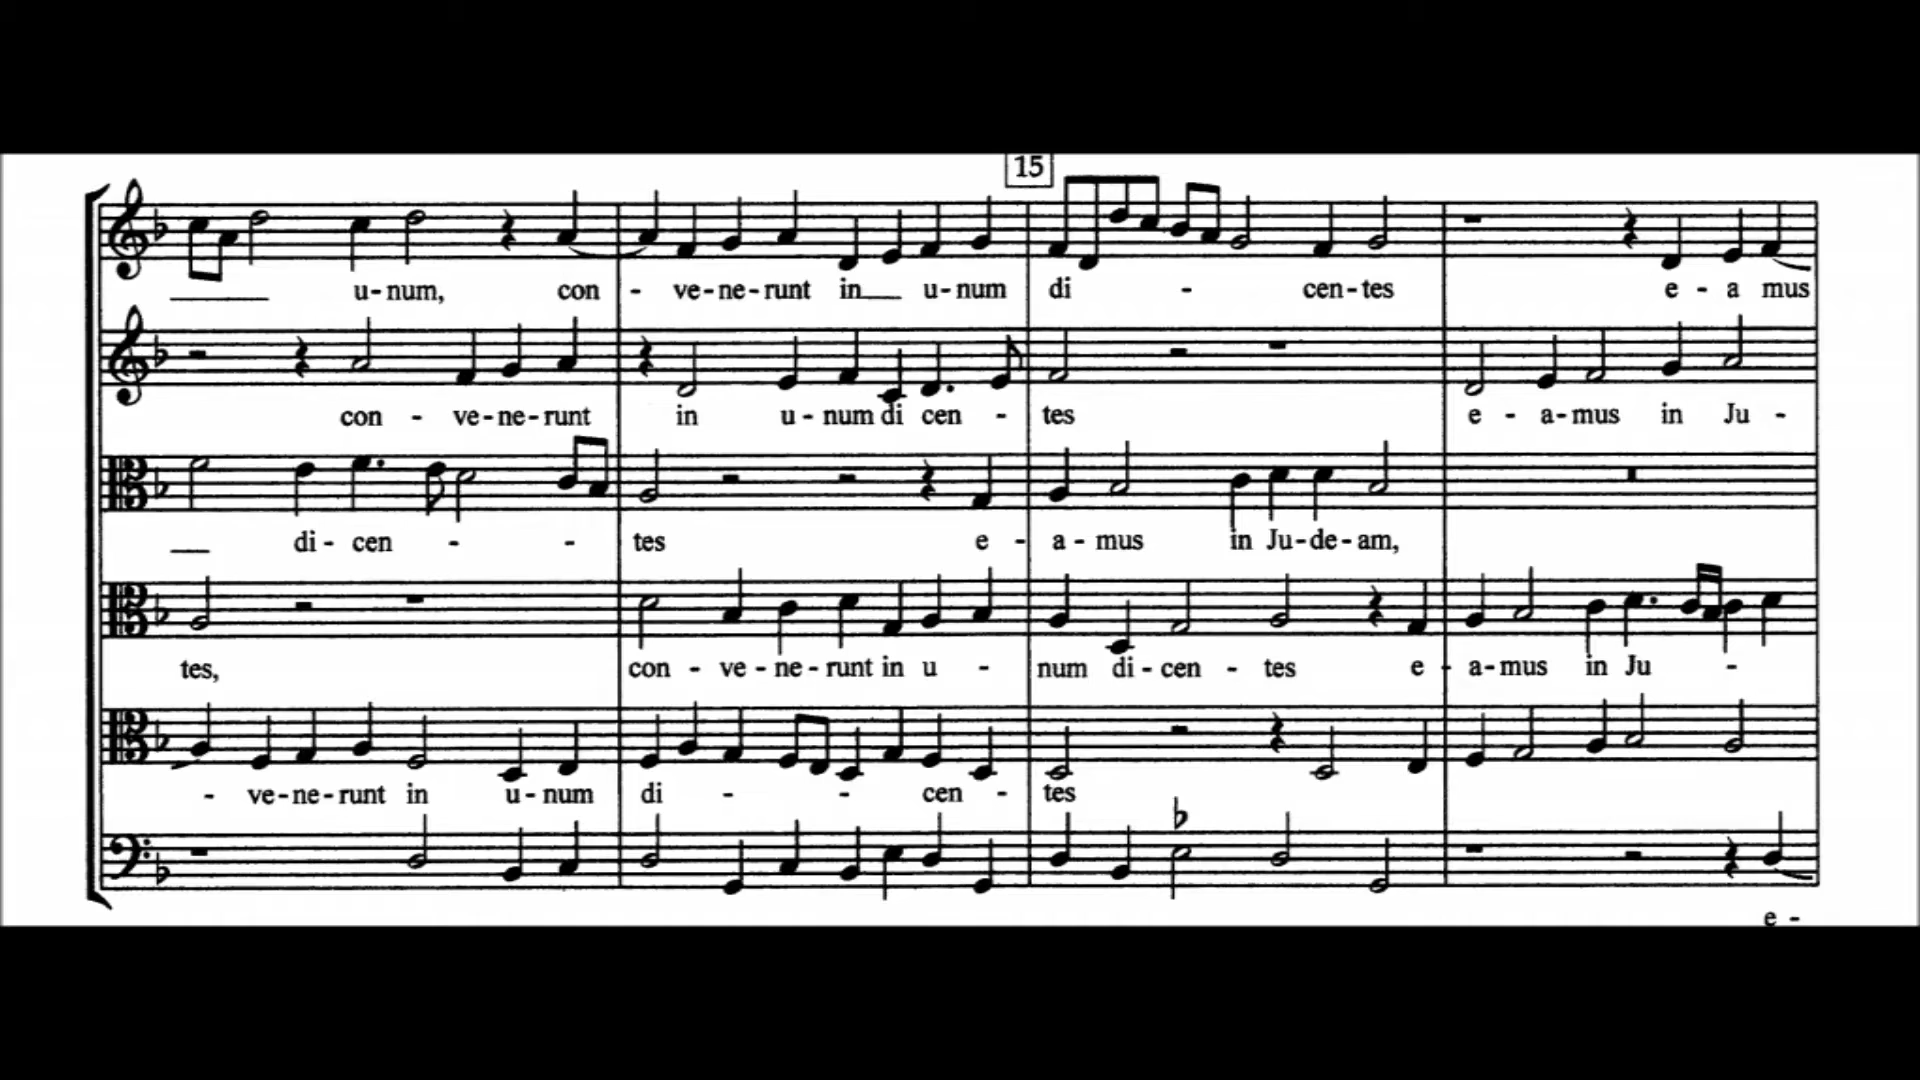 15
u - num, con - ve - ne - runt in u - num di - cen - tes e - a mus
con - ve - ne - runt in u - num di cen - tes e - a - mus in Ju -
di - cen - - tes e - a - mus in Ju - de - am,
tes, con - ve - ne - runt in u - num di - cen - tes e - a - mus in Ju -
- ve - ne - runt in u - num di - - cen - tes
e -